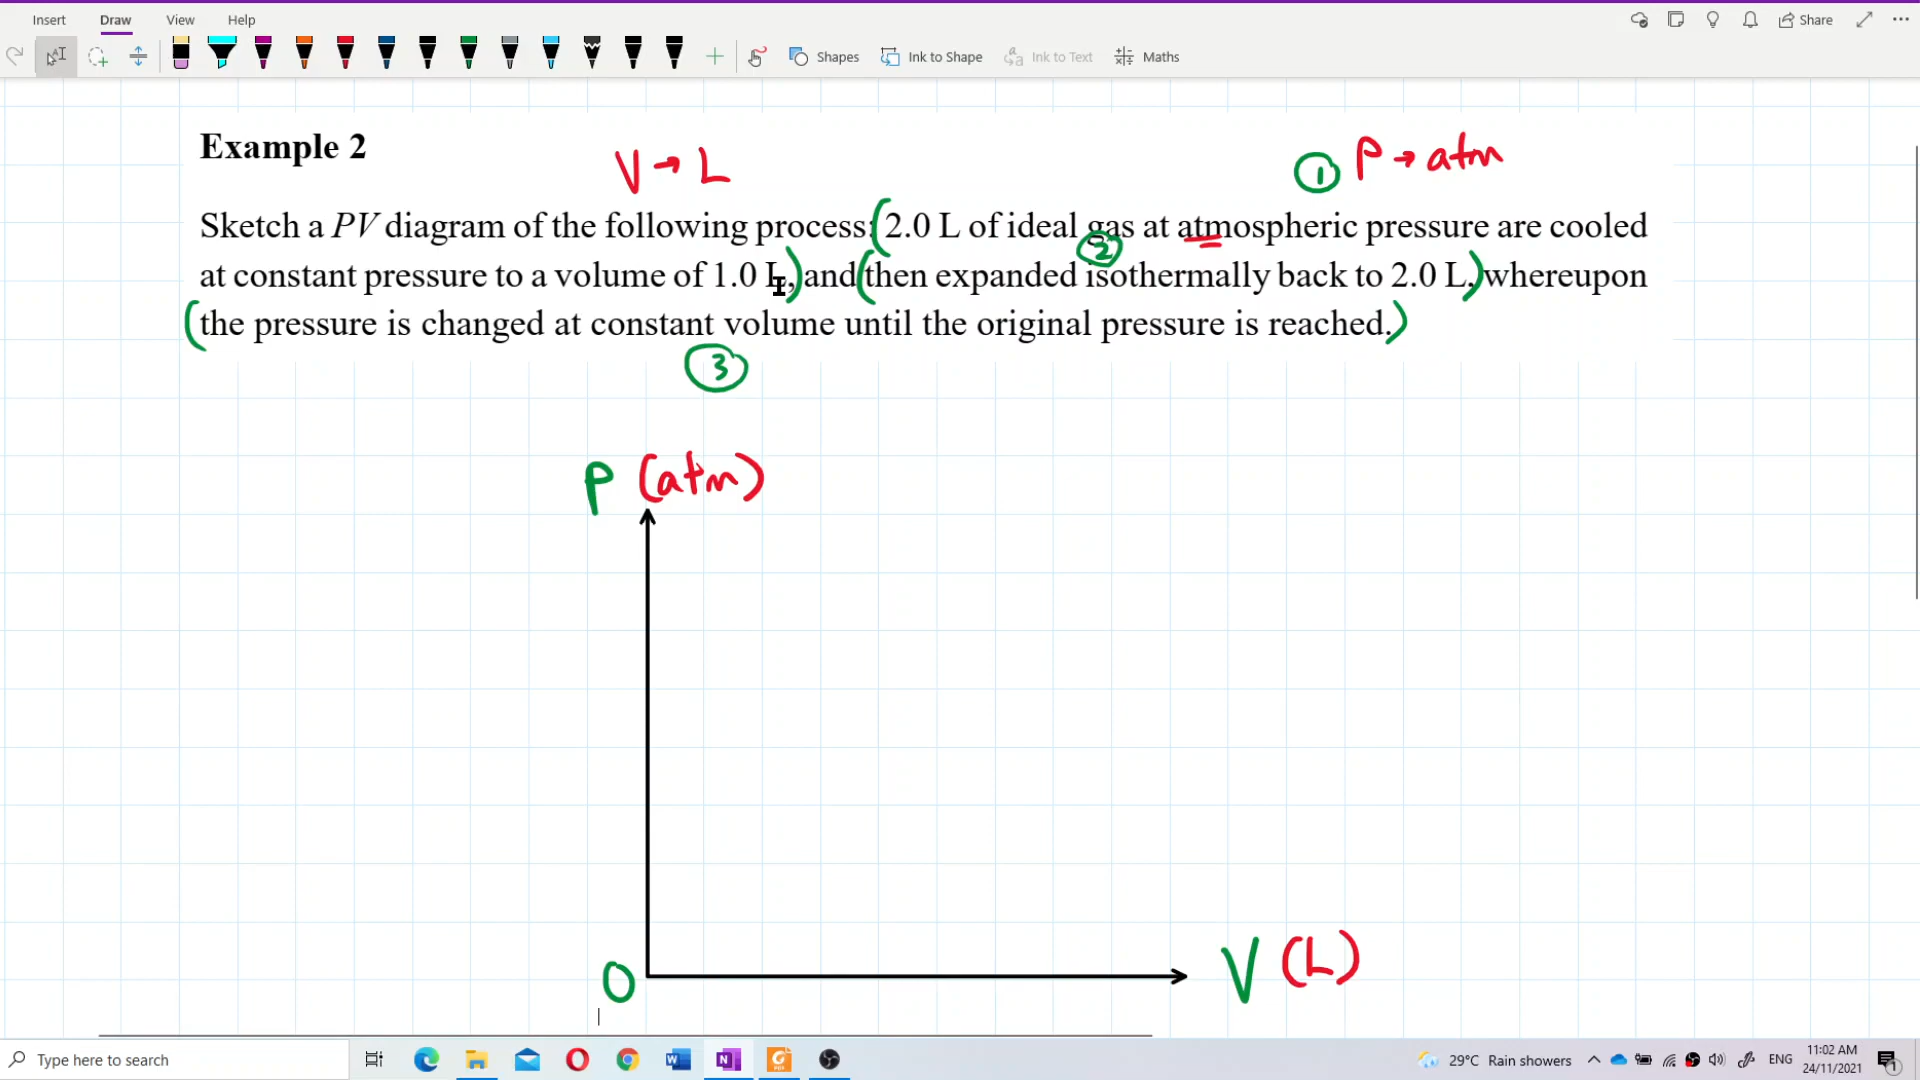 Insert Draw View Help
Share
Shapes Ink to Shape Ink to Text Maths
Example 2
V → L
① P → atm
Sketch a PV diagram of the following process: (2.0 L of ideal gas at atmospheric pressure are cooled
②
at constant pressure to a volume of 1.0 L,) and (then expanded isothermally back to 2.0 L,) whereupon
(the pressure is changed at constant volume until the original pressure is reached.)
③
P (atm)
V (L)
0
Type here to search
29°C Rain showers
ENG
11:02 AM
24/11/2021
1